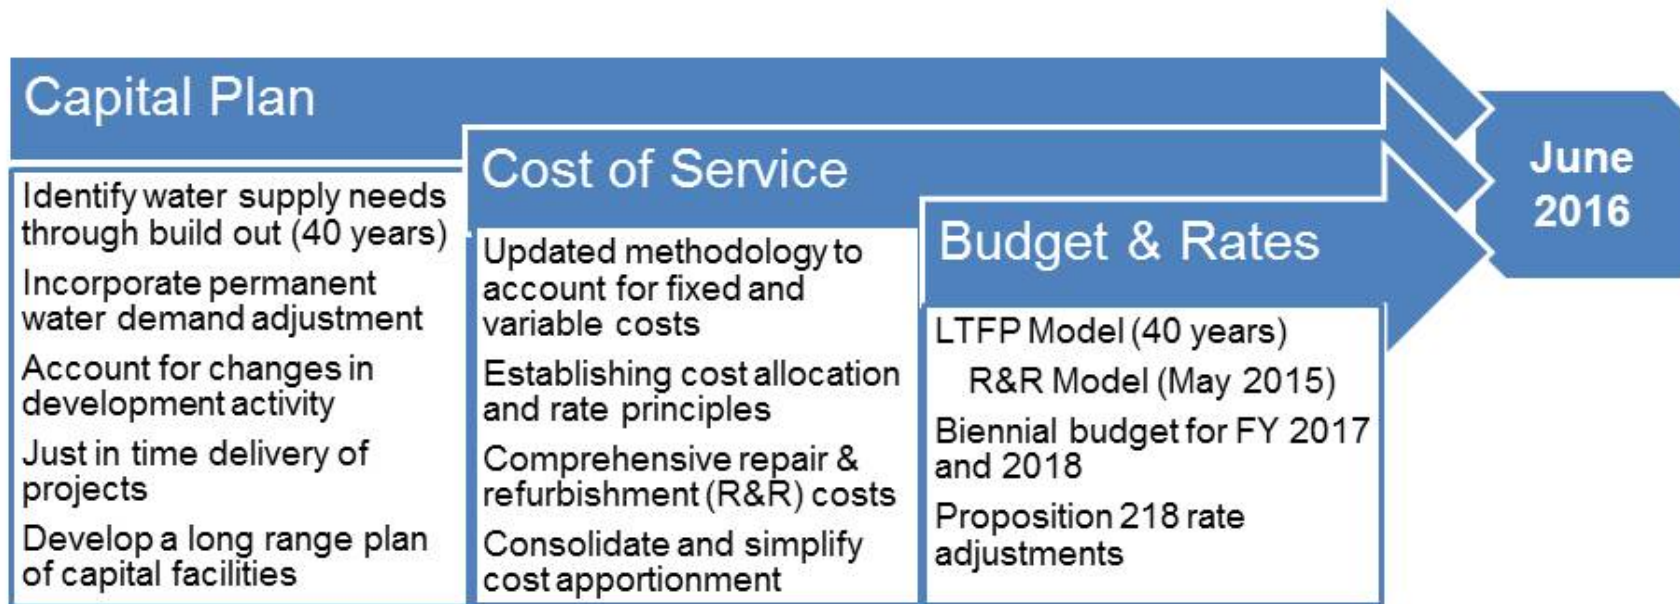 Capital Plan
Identify water supply needs
through build out (40 years)
Incorporate permanent
water demand adjustment
Account for changes in
development activity
Just in time delivery of
projects
Develop a long range plan
of capital facilities
Cost of Service
Updated methodology to
account for fixed and
variable costs
Establishing cost allocation
and rate principles
Comprehensive repair &
refurbishment (R&R) costs
Consolidate and simplify
cost apportionment
Budget & Rates
LTFP Model (40 years)
R&R Model (May 2015)
Biennial budget for FY 2017
and 2018
Proposition 218 rate
adjustments
June
2016